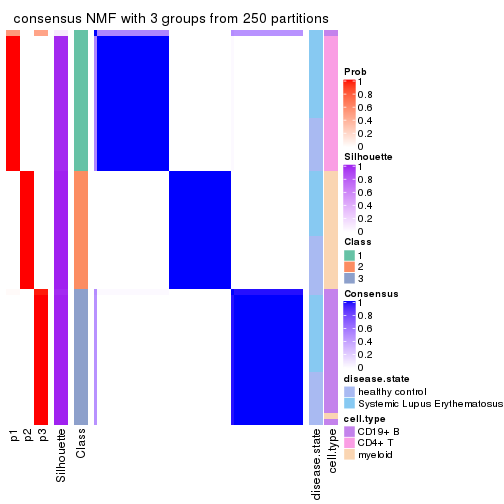 consensus NMF with 3 groups from 250 partitions
Prob
1
0.8
0.6
0.4
0.2
0
Silhouette
1
0.8
0.6
0.4
0.2
0
Class
1
2
3
Consensus
1
0.8
0.6
0.4
0.2
0
disease.state
healthy control
Systemic Lupus Erythematosus
cell.type
CD19+ B
CD4+ T
myeloid
p1
p2
p3
Silhouette
Class
disease.state
cell.type